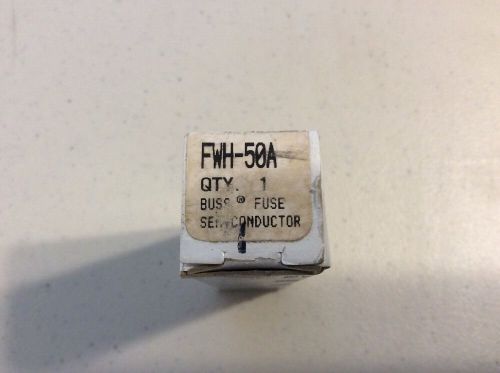 FWH-50A
QTY. 1
BUSS® FUSE
SEMICONDUCTOR